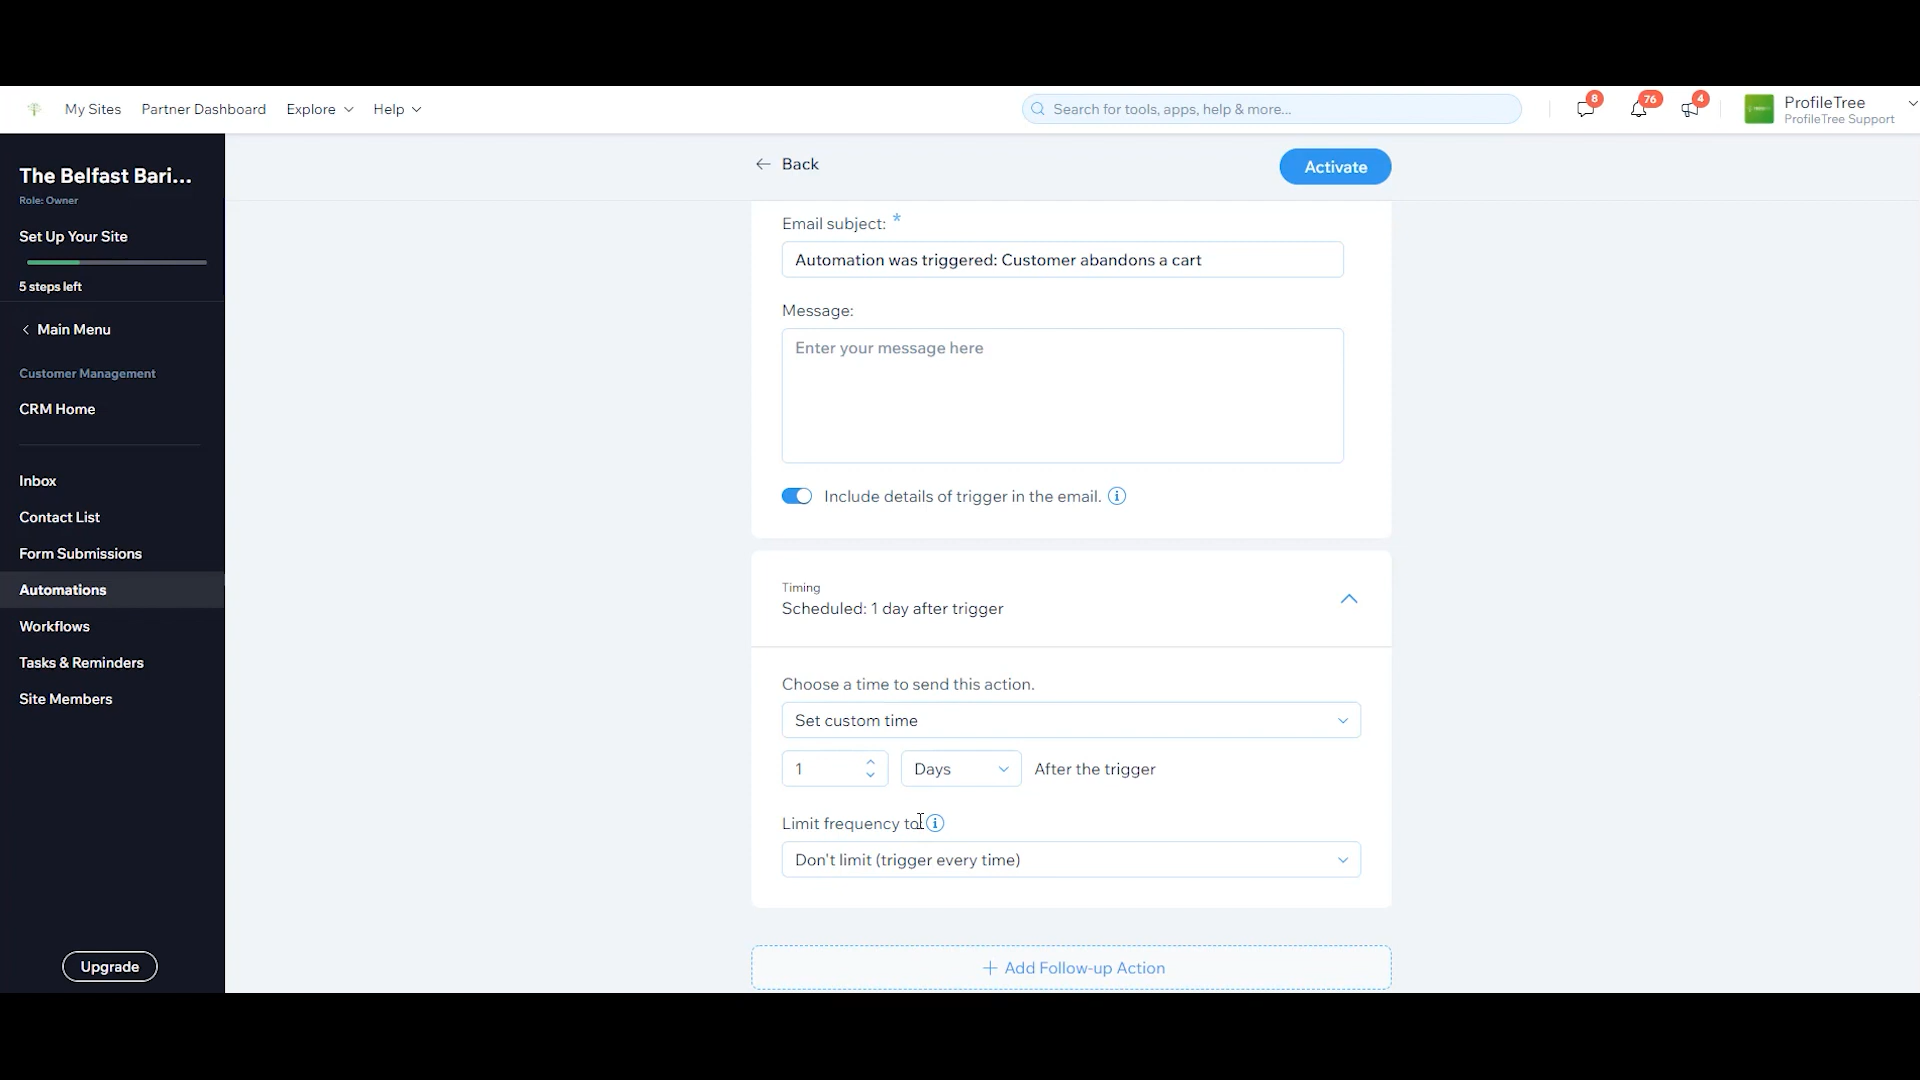 My Sites Partner Dashboard Explore Help Search for tools, apps, help & more... 8 76 4 ProfileTree
ProfileTree Support
The Belfast Bari...
Role: Owner
Set Up Your Site
5 steps left
Main Menu
Customer Management
CRM Home
Inbox
Contact List
Form Submissions
Automations
Workflows
Tasks & Reminders
Site Members
Upgrade
Back
Activate
Email subject: *
Automation was triggered: Customer abandons a cart
Message:
Enter your message here
Include details of trigger in the email.
Timing
Scheduled: 1 day after trigger
Choose a time to send this action.
Set custom time
1 Days After the trigger
Limit frequency to:
Don't limit (trigger every time)
+ Add Follow-up Action